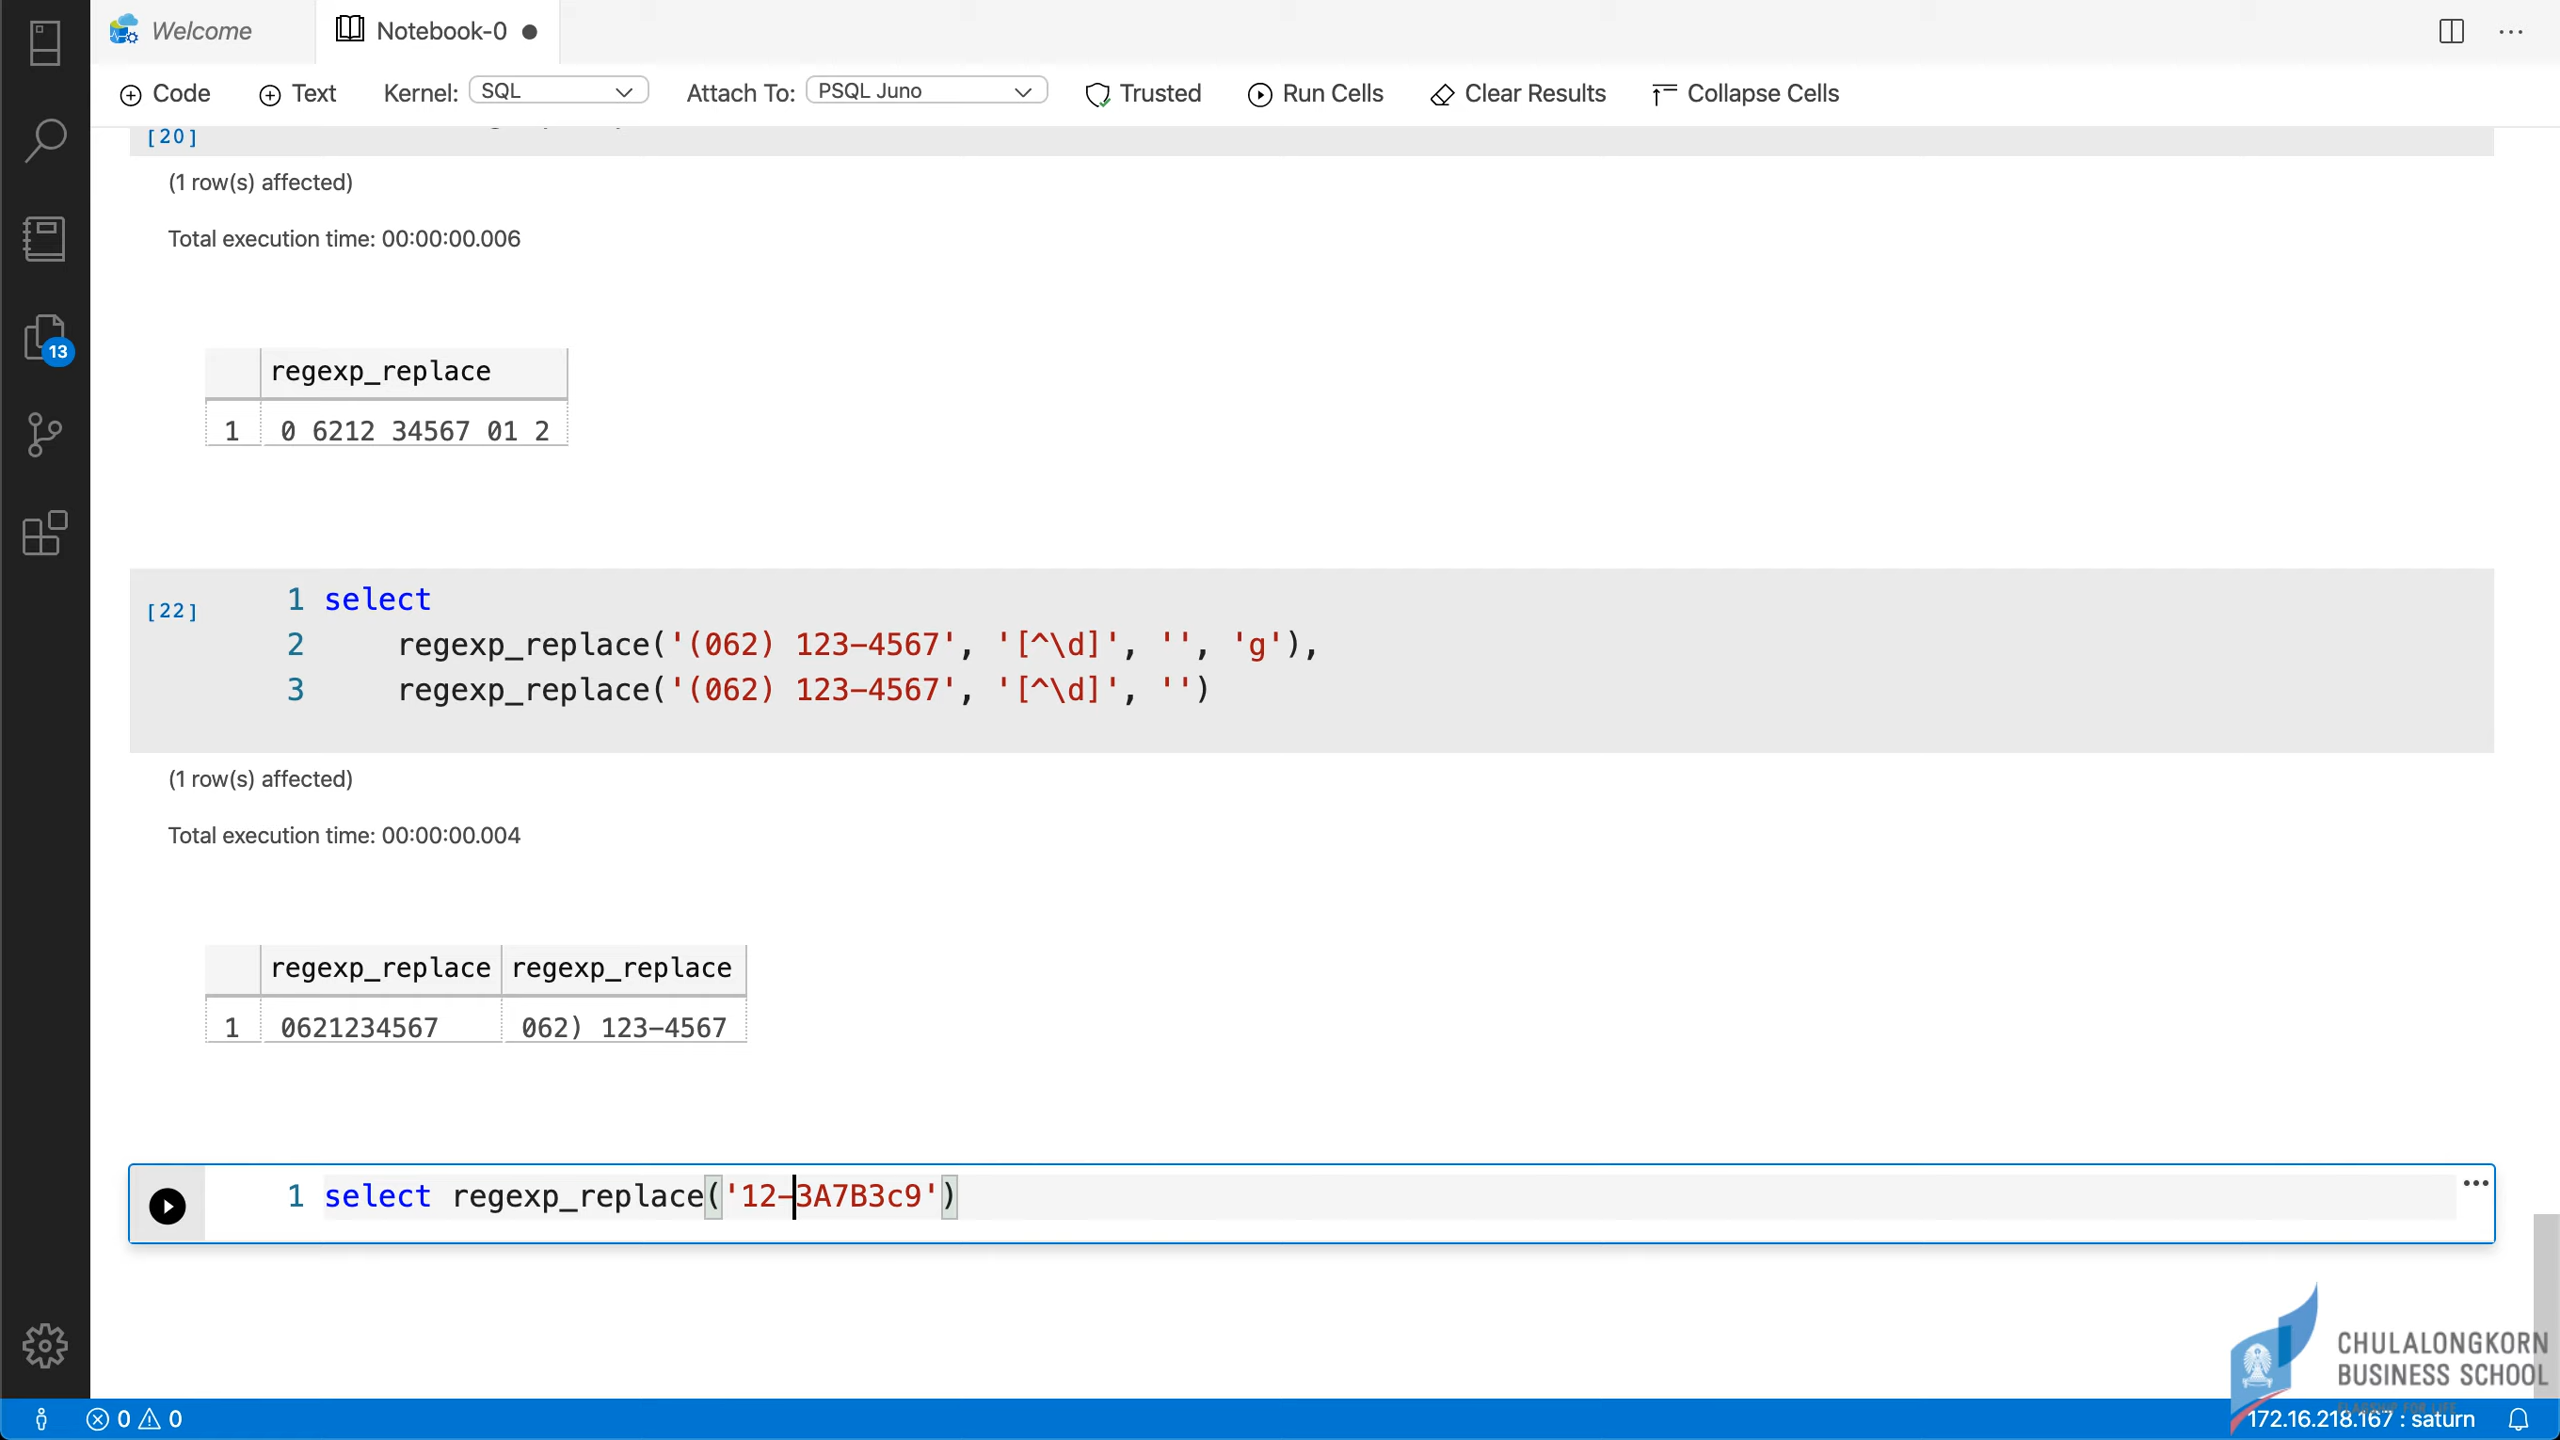 Welcome
Notebook-0
Code
Text
Kernel: SQL
Attach To: PSQL Juno
Trusted
Run Cells
Clear Results
Collapse Cells
[20]
(1 row(s) affected)
Total execution time: 00:00:00.006
regexp_replace
1 0 6212 34567 01 2
13
[22]
1 select
2 regexp_replace('(062) 123-4567', '[^\d]', '', 'g'),
3 regexp_replace('(062) 123-4567', '[^\d]', '')
(1 row(s) affected)
Total execution time: 00:00:00.004
regexp_replace regexp_replace
1 0621234567 062) 123-4567
1 select regexp_replace('12-3A7B3c9')
CHULALONGKORN
BUSINESS SCHOOL
FLAGSHIP FOR LIFE
0 0
172.16.218.167 : saturn